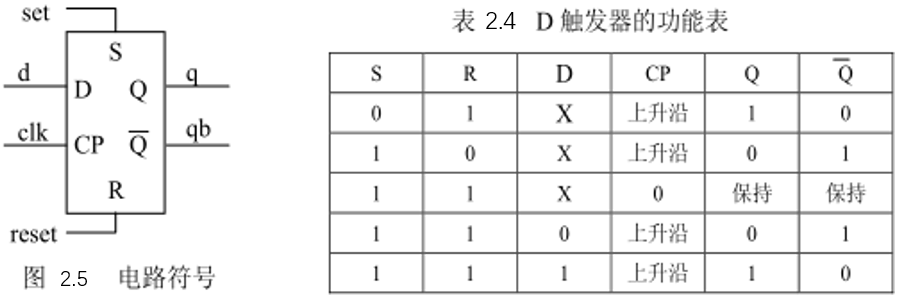 set
S
d
D
Q
q
clk
CP
Q̅
qb
R
reset
图 2.5 电路符号
表 2.4 D 触发器的功能表
S R D CP Q Q̅
0 1 X 上升沿 1 0
1 0 X 上升沿 0 1
1 1 X 0 保持 保持
1 1 0 上升沿 0 1
1 1 1 上升沿 1 0